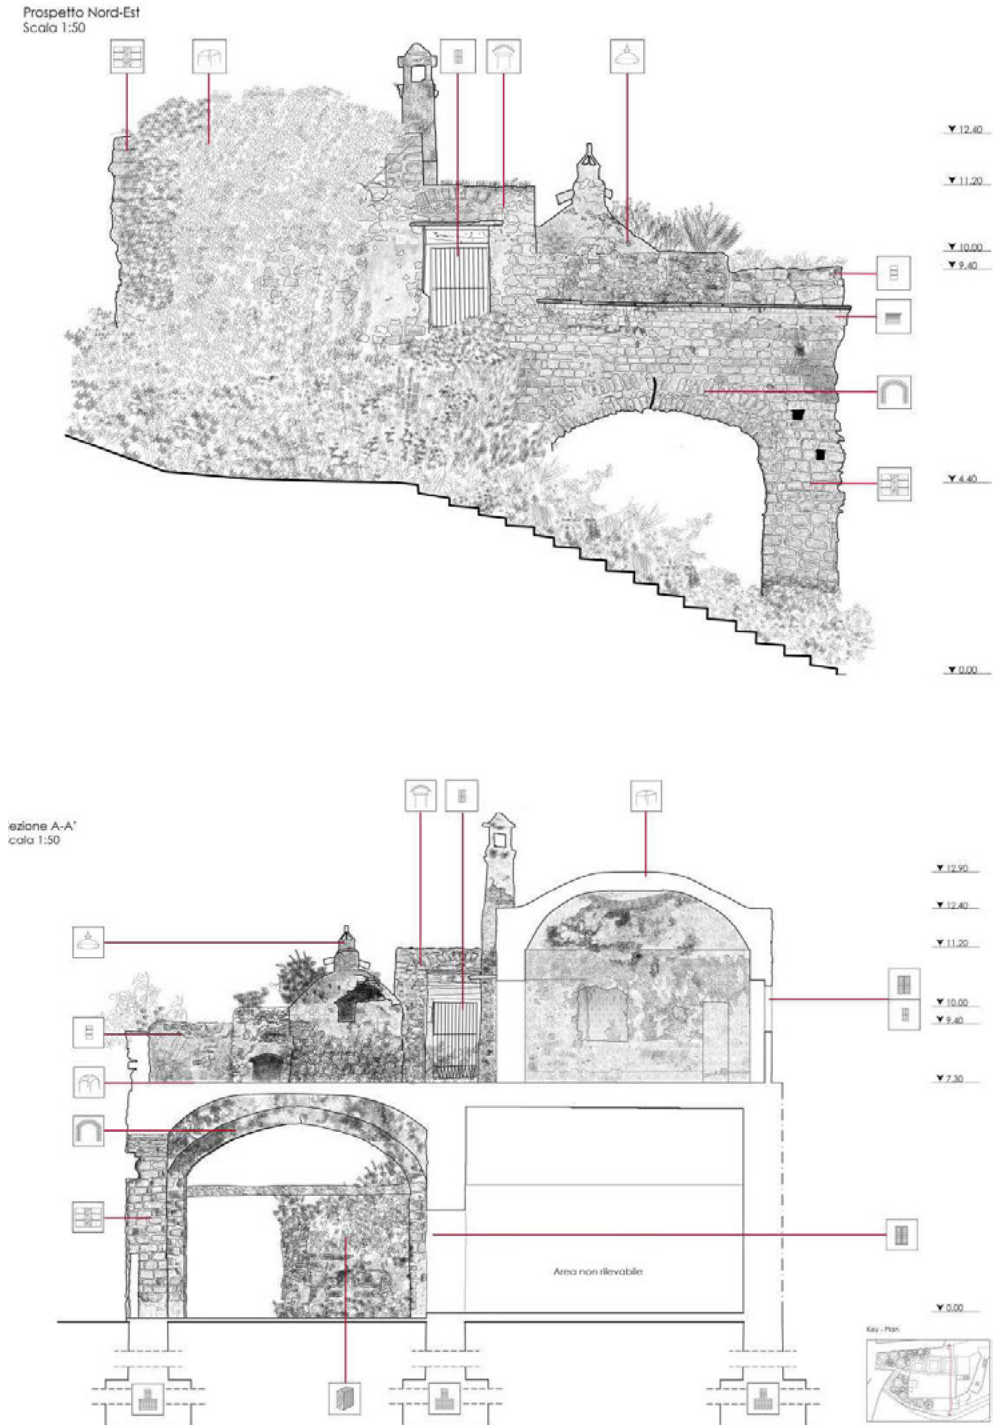 Prospetto Nord-Est
Scala 1:50
12.40
11.20
10.00
9.40
4.40
0.00
ezione A-A'
cala 1:50
12.90
12.40
11.20
10.00
9.40
7.30
Area non rilevabile
0.00
Key - Plan